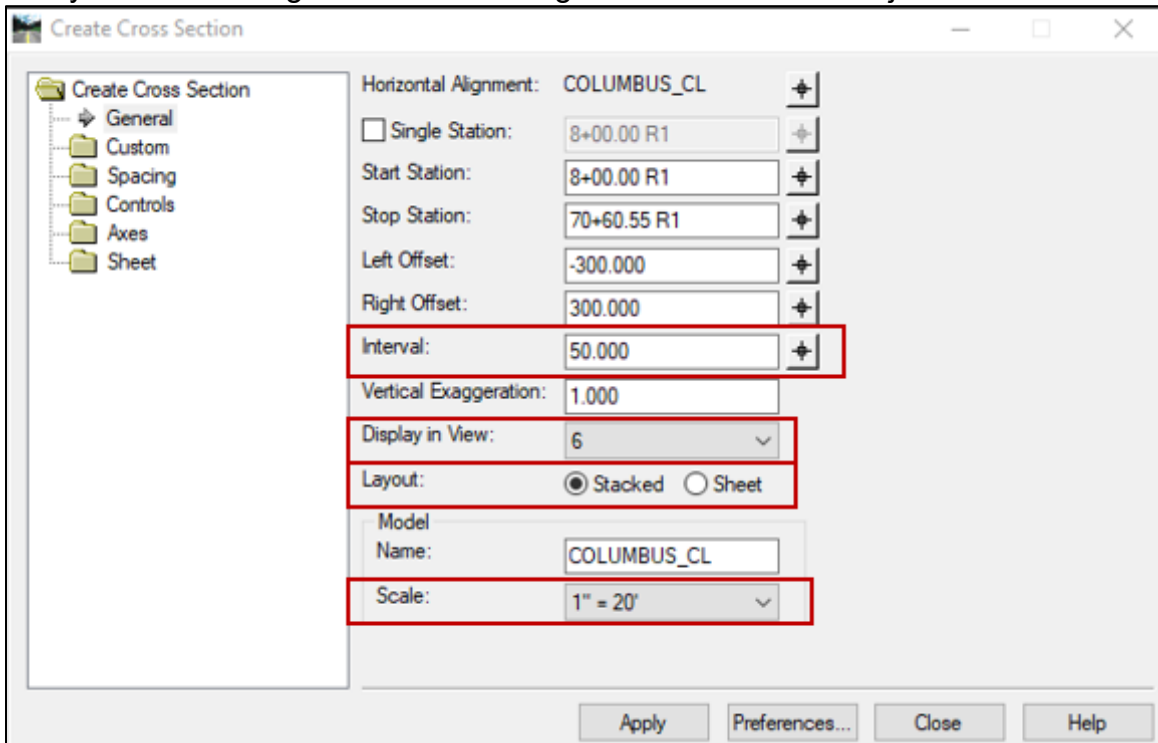 Create Cross Section
Create Cross Section
General
Custom
Spacing
Controls
Axes
Sheet
Horizontal Alignment: COLUMBUS_CL
Single Station: 8+00.00 R1
Start Station: 8+00.00 R1
Stop Station: 70+60.55 R1
Left Offset: -300.000
Right Offset: 300.000
Interval: 50.000
Vertical Exaggeration: 1.000
Display in View: 6
Layout: Stacked Sheet
Model
Name: COLUMBUS_CL
Scale: 1" = 20'
Apply Preferences... Close Help